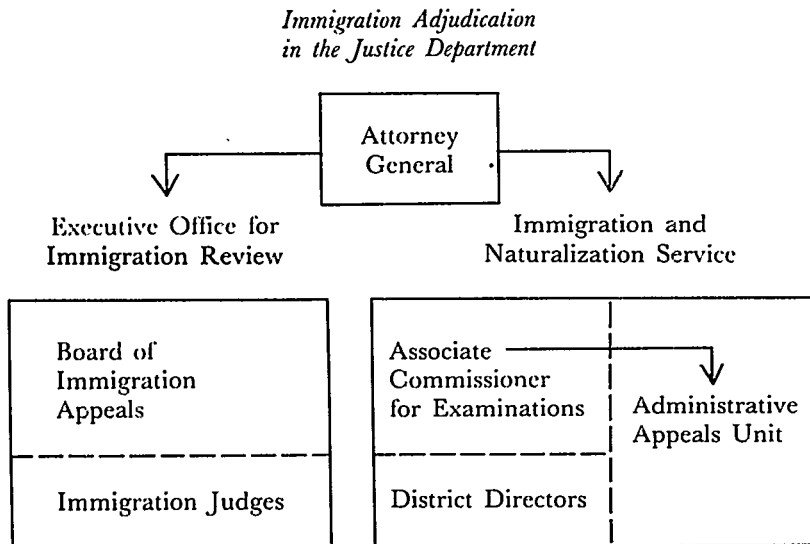 Immigration Adjudication
in the Justice Department
Attorney
General
Executive Office for
Immigration Review
Immigration and
Naturalization Service
Board of
Immigration
Appeals
Associate
Commissioner
for Examinations
Administrative
Appeals Unit
Immigration Judges
District Directors